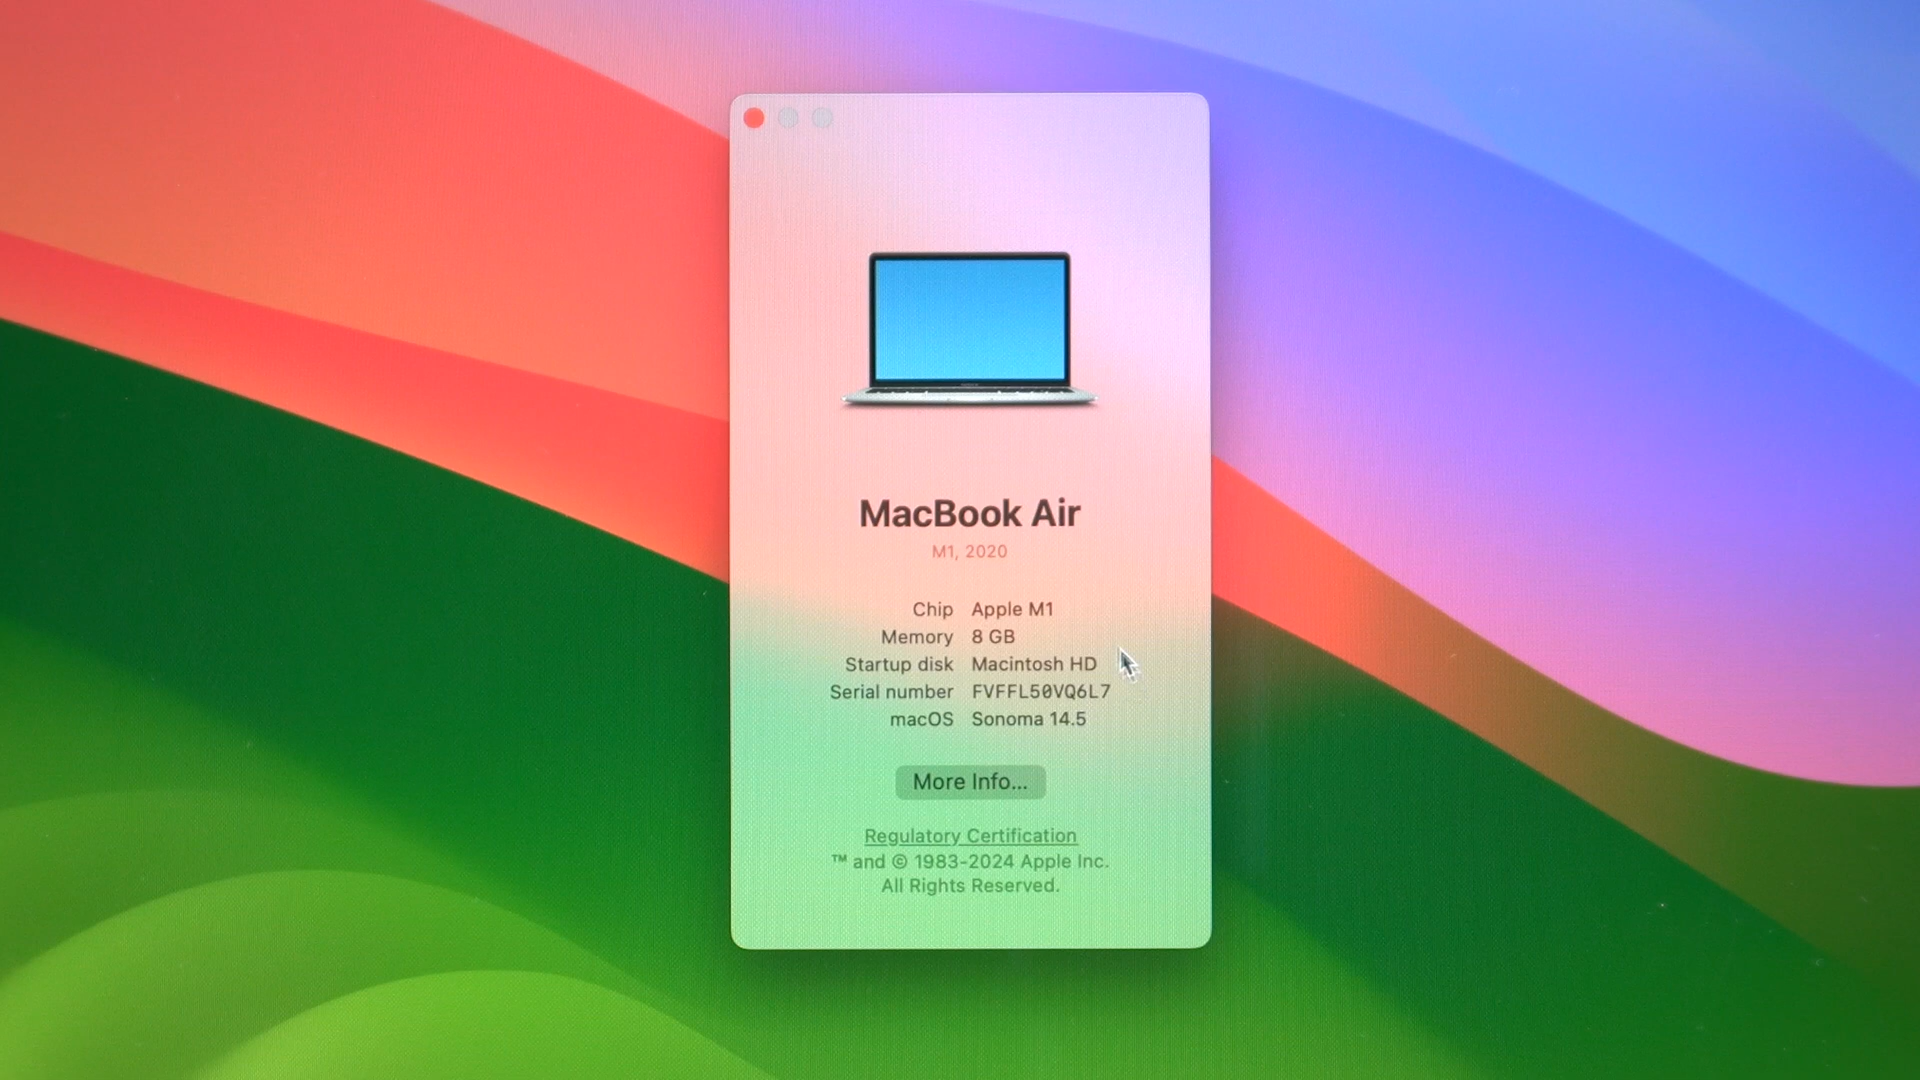 MacBook Air
M1, 2020
Chip Apple M1
Memory 8 GB
Startup disk Macintosh HD
Serial number FVFFL50VQ6L7
macOS Sonoma 14.5
More Info...
Regulatory Certification
™ and © 1983-2024 Apple Inc.
All Rights Reserved.